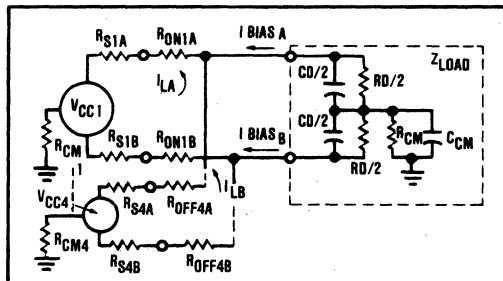 RS1A RON1A I BIAS A
ILA
CD/2 RD/2 ZLOAD
VCC1
I BIAS B
CD/2
RCM CCM
RCM
RS1B RON1B
RD/2
1
ILB
VCC4
RS4A ROFF4A
RCM4
RS4B ROFF4B